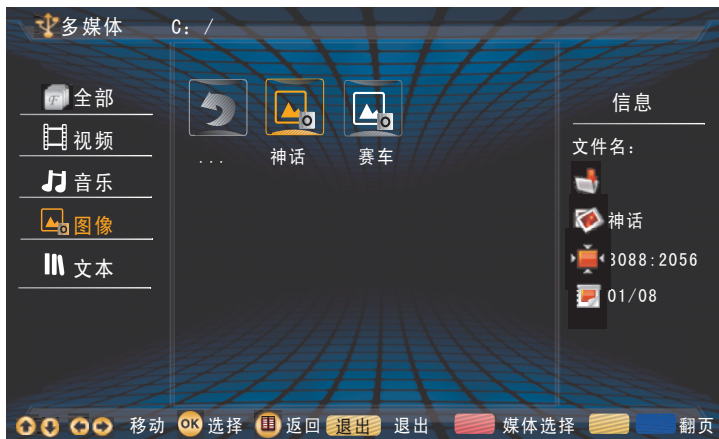 多媒体 C: /
全部
视频
音乐
图像
文本
...
神话
赛车
信息
文件名:
神话
3088:2056
01/08
移动 OK 选择 返回 退出 退出 媒体选择 翻页